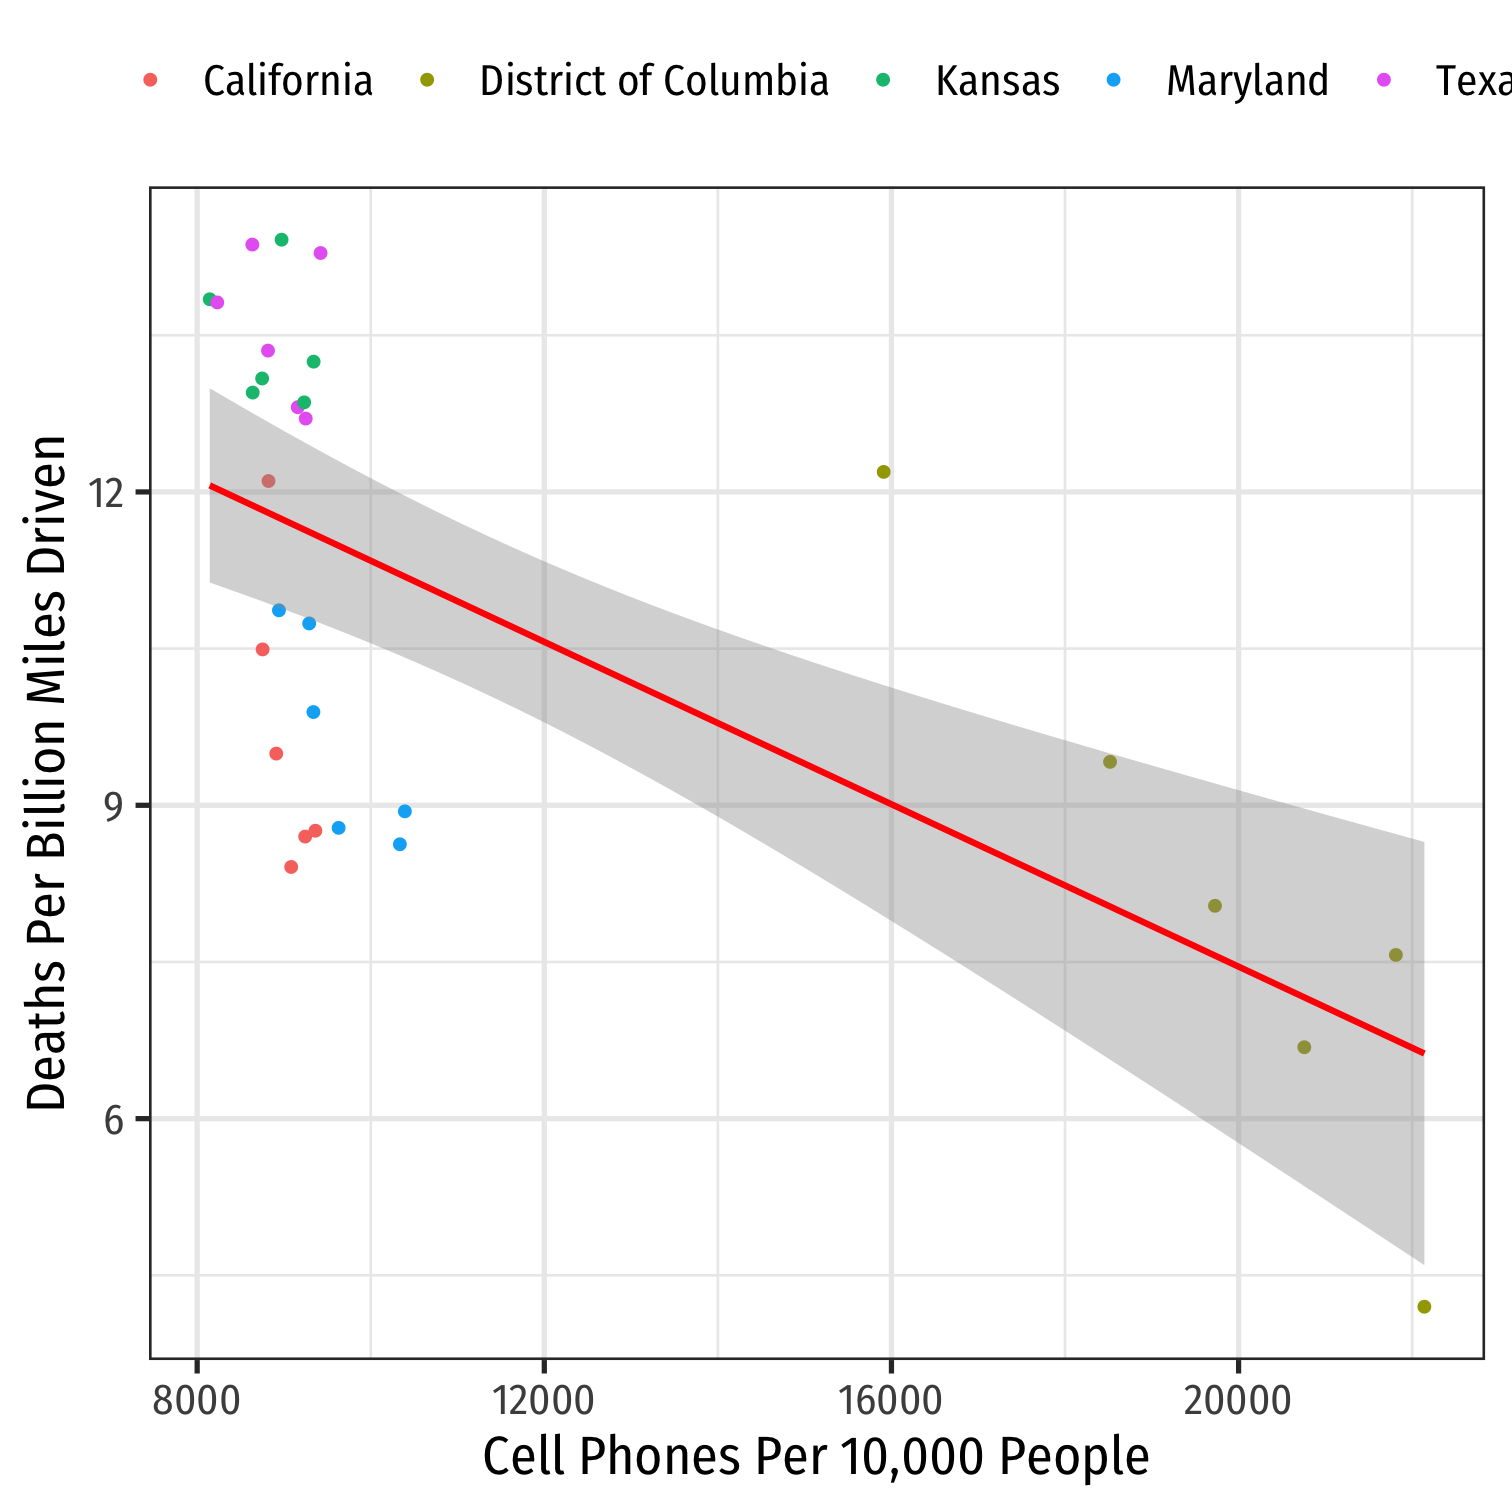 California District of Columbia Kansas Maryland Texa
12
9
6
Deaths Per Billion Miles Driven
8000 12000 16000 20000
Cell Phones Per 10,000 People